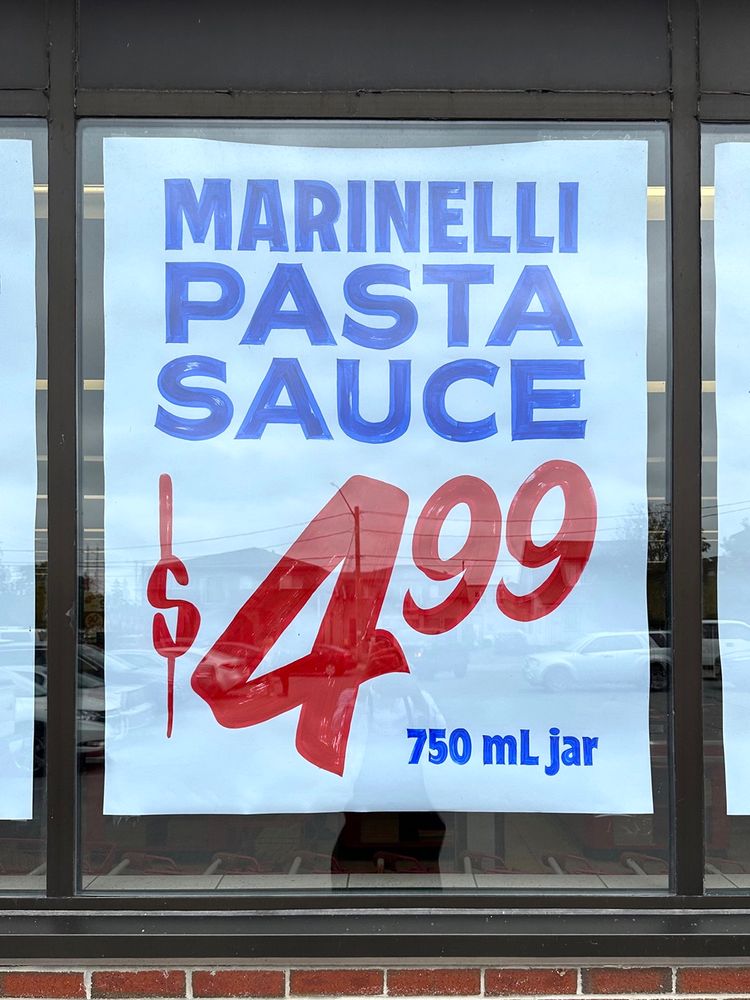 MARINELLI
PASTA
SAUCE
$4.99
750 mL jar